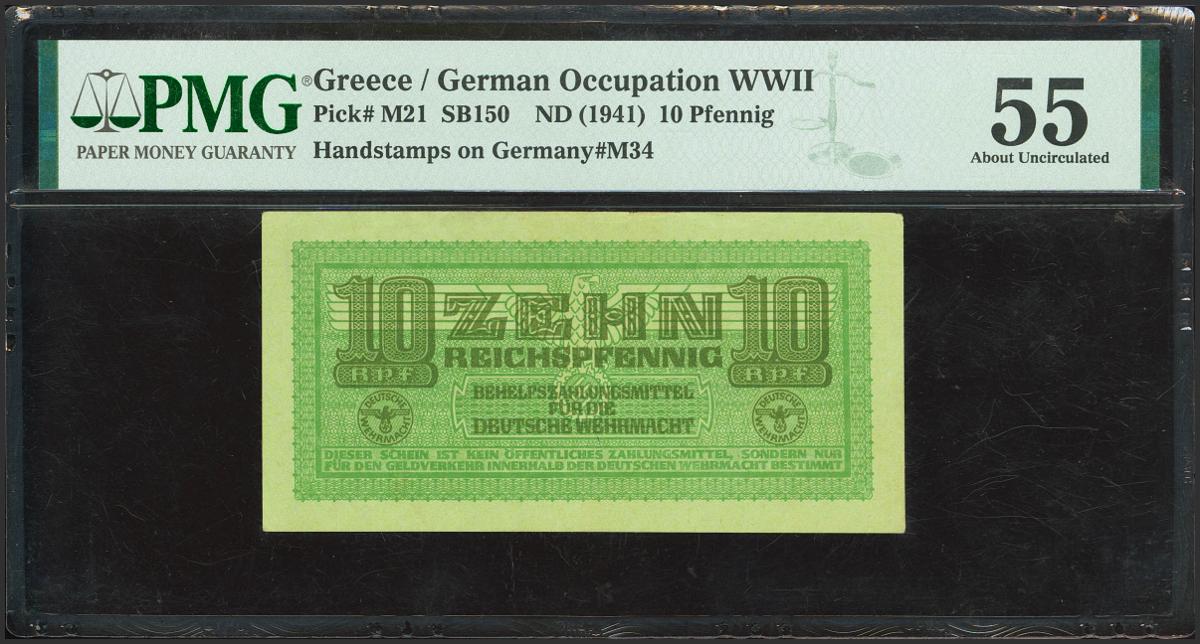 PMG®
PAPER MONEY GUARANTY
Greece / German Occupation WWII
Pick# M21 SB150 ND (1941) 10 Pfennig
Handstamps on Germany#M34
55
About Uncirculated
10 ZEHN 10
REICHSPFENNIG
Rpf Rpf
BEHELFSZAHLUNGSMITTEL
FÜR DIE
DEUTSCHE WEHRMACHT
DEUTSCHE WEHRMACHT
DEUTSCHE WEHRMACHT
DIESER SCHEIN IST KEIN ÖFFENTLICHES ZAHLUNGSMITTEL, SONDERN NUR
FÜR DEN GELDVERKEHR INNERHALB DER DEUTSCHEN WEHRMACHT BESTIMMT